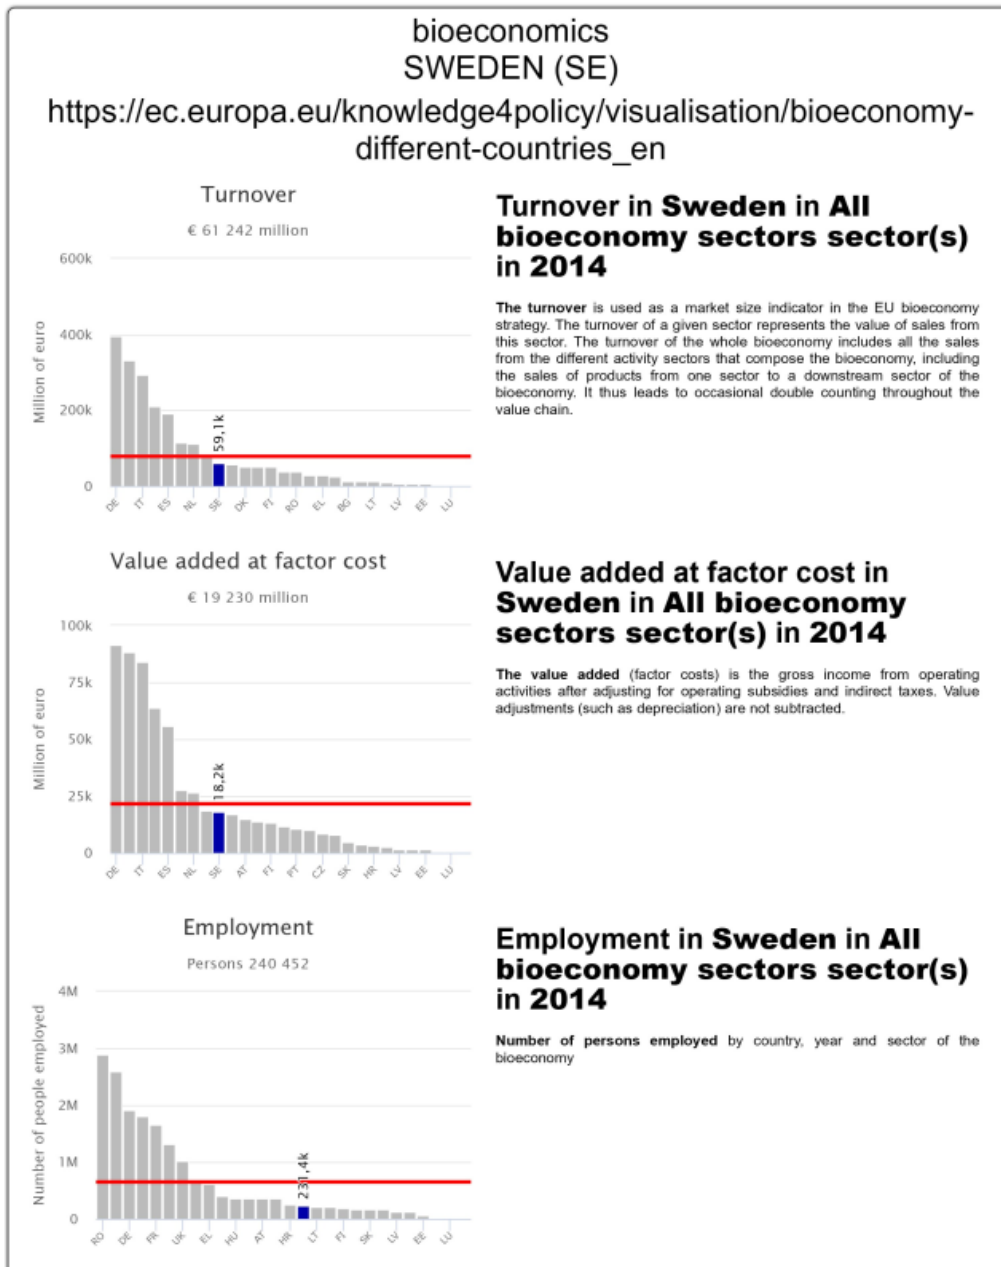 bioeconomics
SWEDEN (SE)
https://ec.europa.eu/knowledge4policy/visualisation/bioeconomy-
different-countries_en
Turnover
€ 61 242 million
600k
400k
200k
0
Million of euro
59,1k
DE IT ES NL SE DK FI RO EL BG LT LV EE LU
Turnover in Sweden in All
bioeconomy sectors sector(s)
in 2014
The turnover is used as a market size indicator in the EU bioeconomy
strategy. The turnover of a given sector represents the value of sales from
this sector. The turnover of the whole bioeconomy includes all the sales
from the different activity sectors that compose the bioeconomy, including
the sales of products from one sector to a downstream sector of the
bioeconomy. It thus leads to occasional double counting throughout the
value chain.
Value added at factor cost
€ 19 230 million
100k
75k
50k
25k
0
Million of euro
18,2k
DE IT ES NL SE AT FI PT CZ SK HR LV EE LU
Value added at factor cost in
Sweden in All bioeconomy
sectors sector(s) in 2014
The value added (factor costs) is the gross income from operating
activities after adjusting for operating subsidies and indirect taxes. Value
adjustments (such as depreciation) are not subtracted.
Employment
Persons 240 452
4M
3M
2M
1M
0
Number of people employed
231,4k
RO DE FR UK EL HU AT HR LT FI SK LV EE LU
Employment in Sweden in All
bioeconomy sectors sector(s)
in 2014
Number of persons employed by country, year and sector of the
bioeconomy